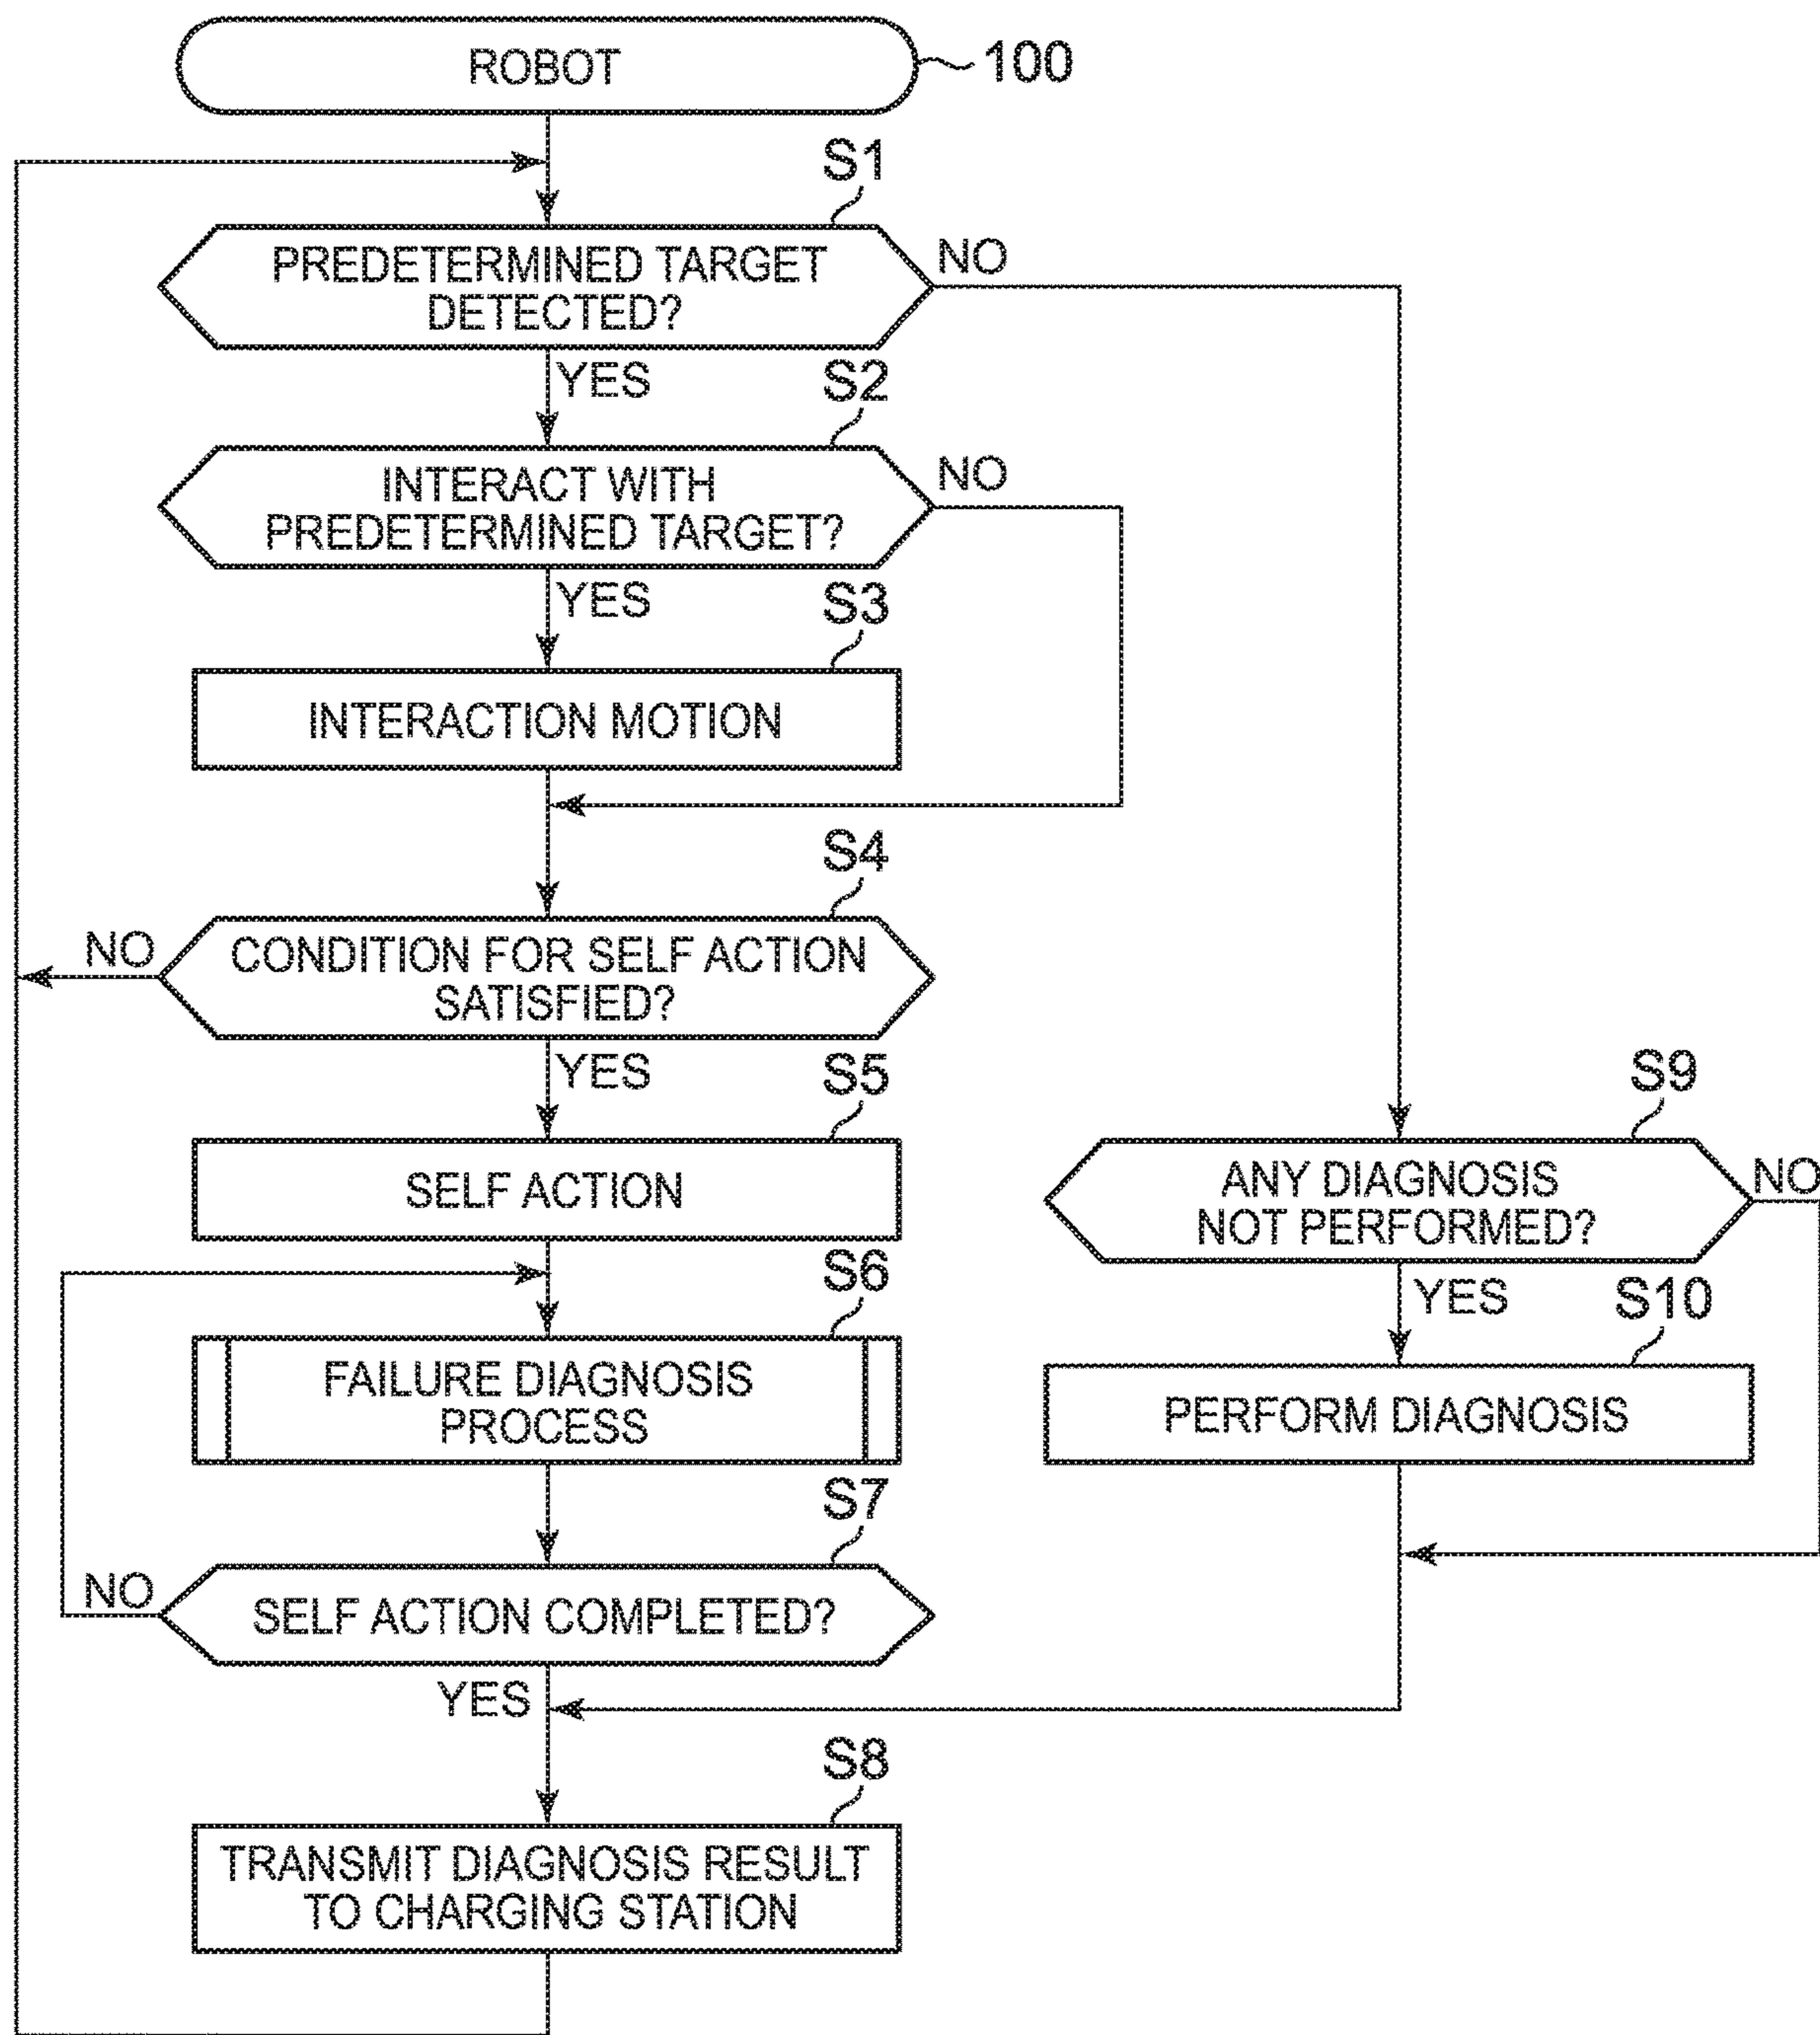 ROBOT
100
S1
PREDETERMINED TARGET
DETECTED?
NO
YES
S2
INTERACT WITH
PREDETERMINED TARGET?
NO
YES
S3
INTERACTION MOTION
S4
CONDITION FOR SELF ACTION
SATISFIED?
NO
YES
S5
SELF ACTION
S6
FAILURE DIAGNOSIS
PROCESS
S7
SELF ACTION COMPLETED?
NO
YES
S8
TRANSMIT DIAGNOSIS RESULT
TO CHARGING STATION
S9
ANY DIAGNOSIS
NOT PERFORMED?
NO
YES
S10
PERFORM DIAGNOSIS